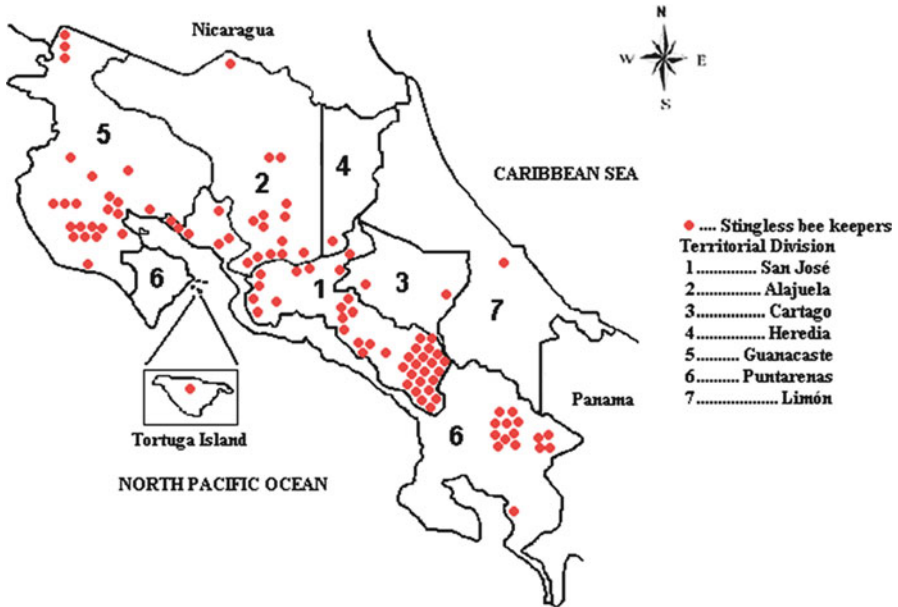 N
Nicaragua
W E
S
5
4
CARIBBEAN SEA
2
.... Stingless bee keepers
Territorial Division
6
1
3
7
1.............. San José
2..................... Alajuela
3.................... Cartago
4.................... Heredia
5............ Guanacaste
6.......... Puntarenas
7.................... Limón
Panama
Tortuga Island
6
NORTH PACIFIC OCEAN